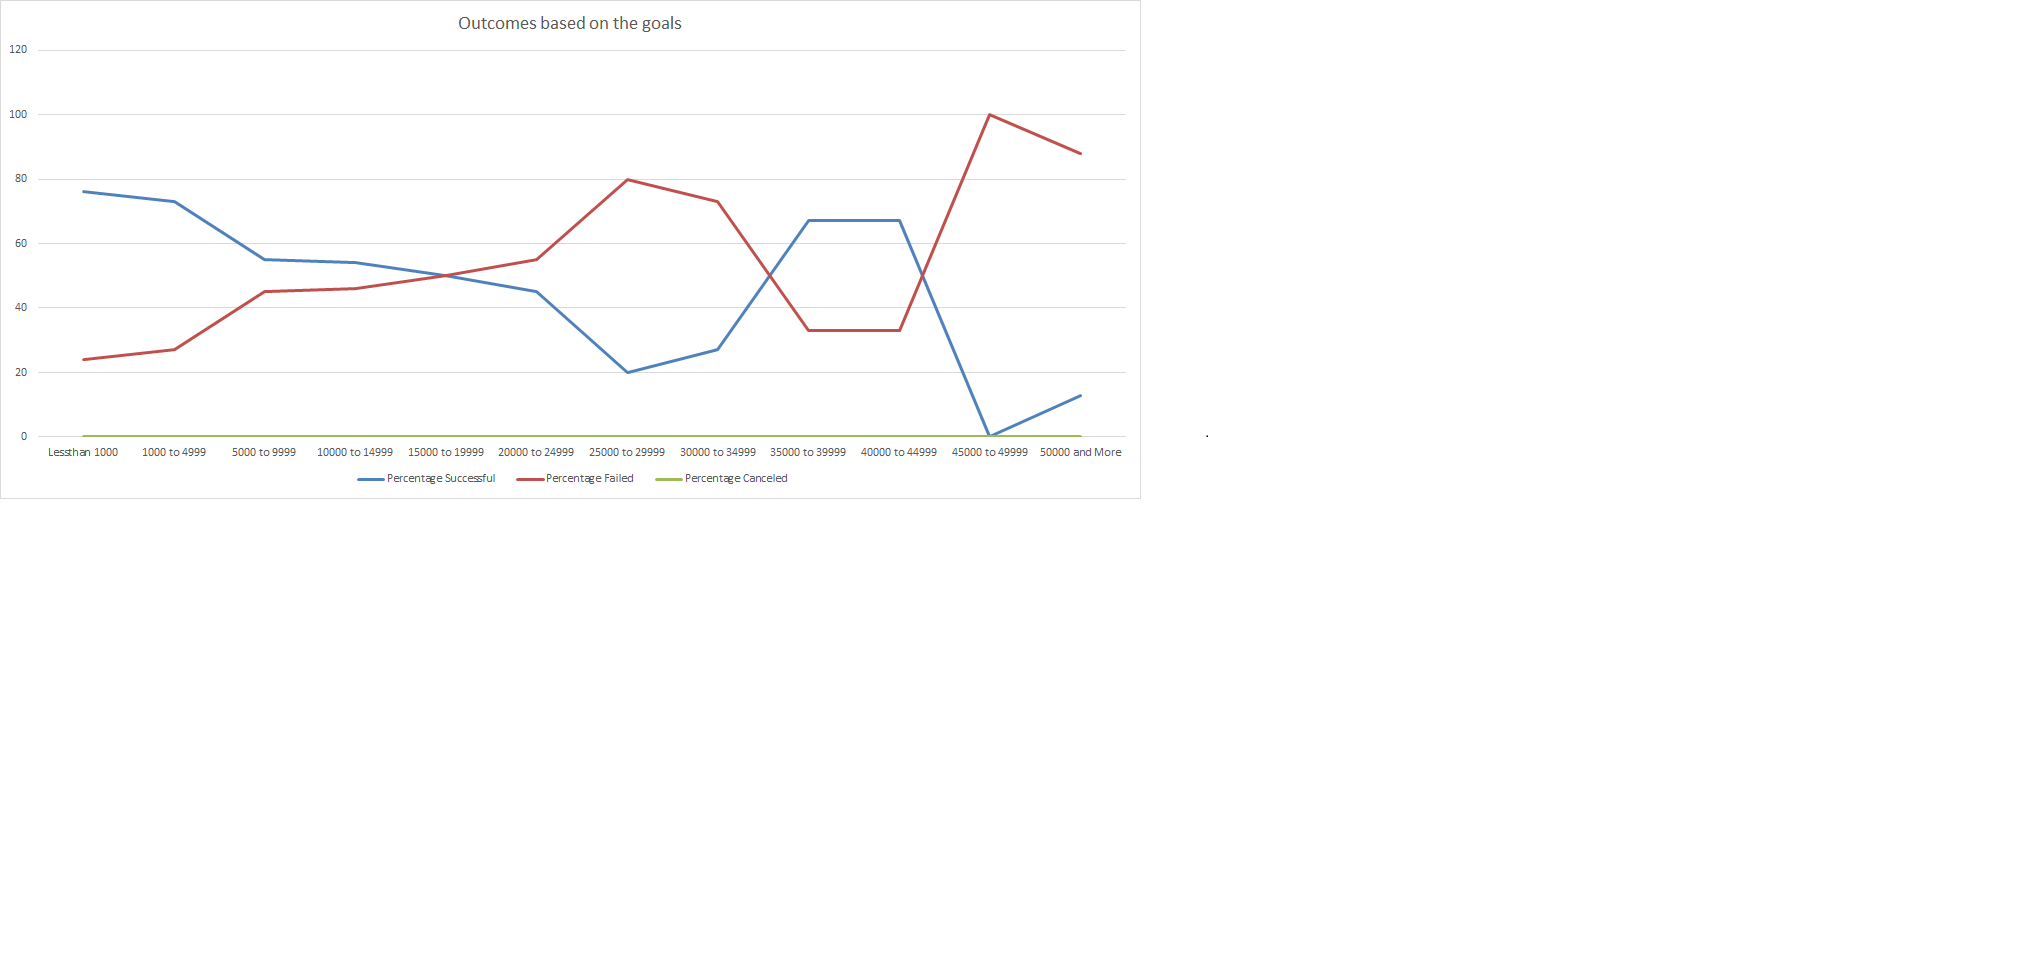 Outcomes based on the goals
120
100
80
60
40
20
0
Lessthan 1000 1000 to 4999 5000 to 9999 10000 to 14999 15000 to 19999 20000 to 24999 25000 to 29999 30000 to 34999 35000 to 39999 40000 to 44999 45000 to 49999 50000 and More
Percentage Successful Percentage Failed Percentage Canceled